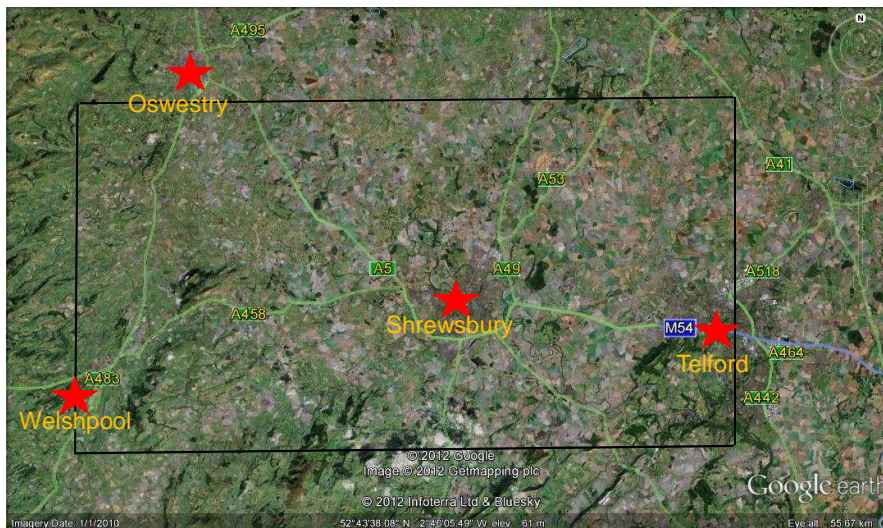 N
A495
Oswestry
A41
A53
A5
A49
A518
A458
Shrewsbury
M54
Telford
A464
A483
A442
Welshpool
© 2012 Google
Image © 2012 Getmapping plc
Google earth
© 2012 Infoterra Ltd & Bluesky
Imagery Date: 1/1/2010 52°43'38.08" N 2°46'05.49" W elev 61 m Eye alt 55.67 km